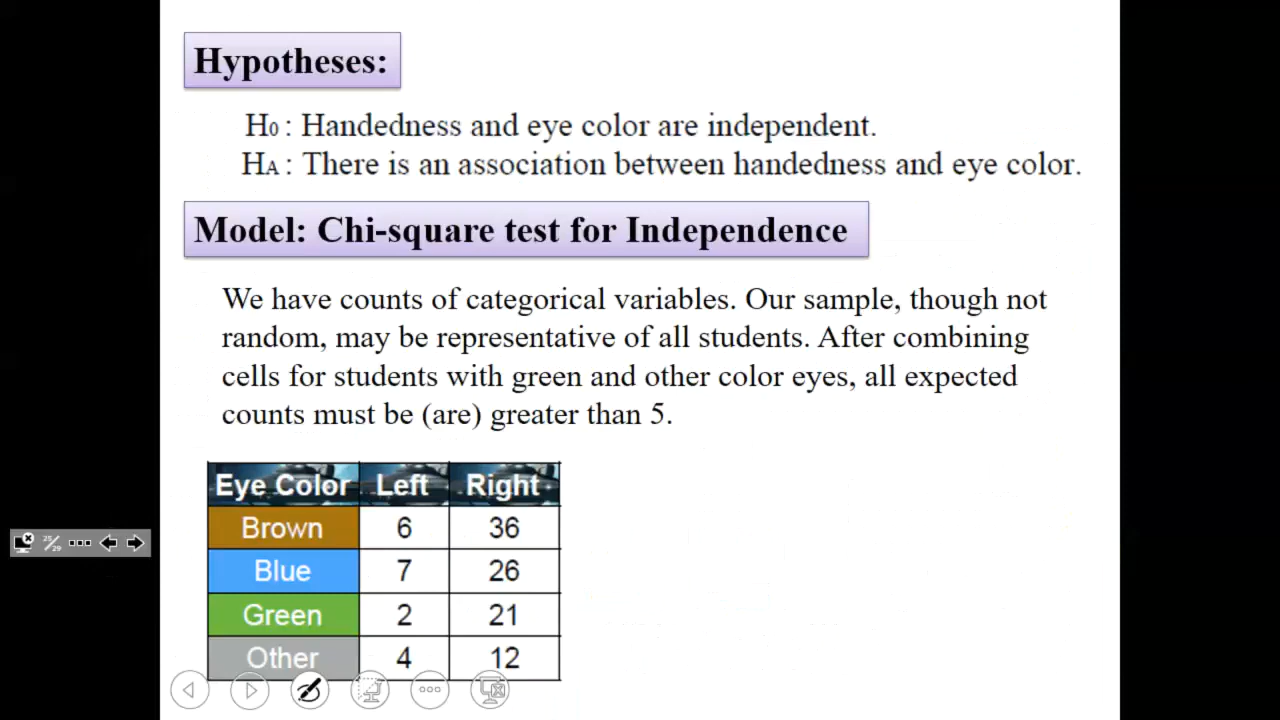 Hypotheses:
H0 : Handedness and eye color are independent.
HA : There is an association between handedness and eye color.
Model: Chi-square test for Independence
We have counts of categorical variables. Our sample, though not
random, may be representative of all students. After combining
cells for students with green and other color eyes, all expected
counts must be (are) greater than 5.
Eye Color Left Right
Brown 6 36
25/29
Blue 7 26
Green 2 21
Other 4 12